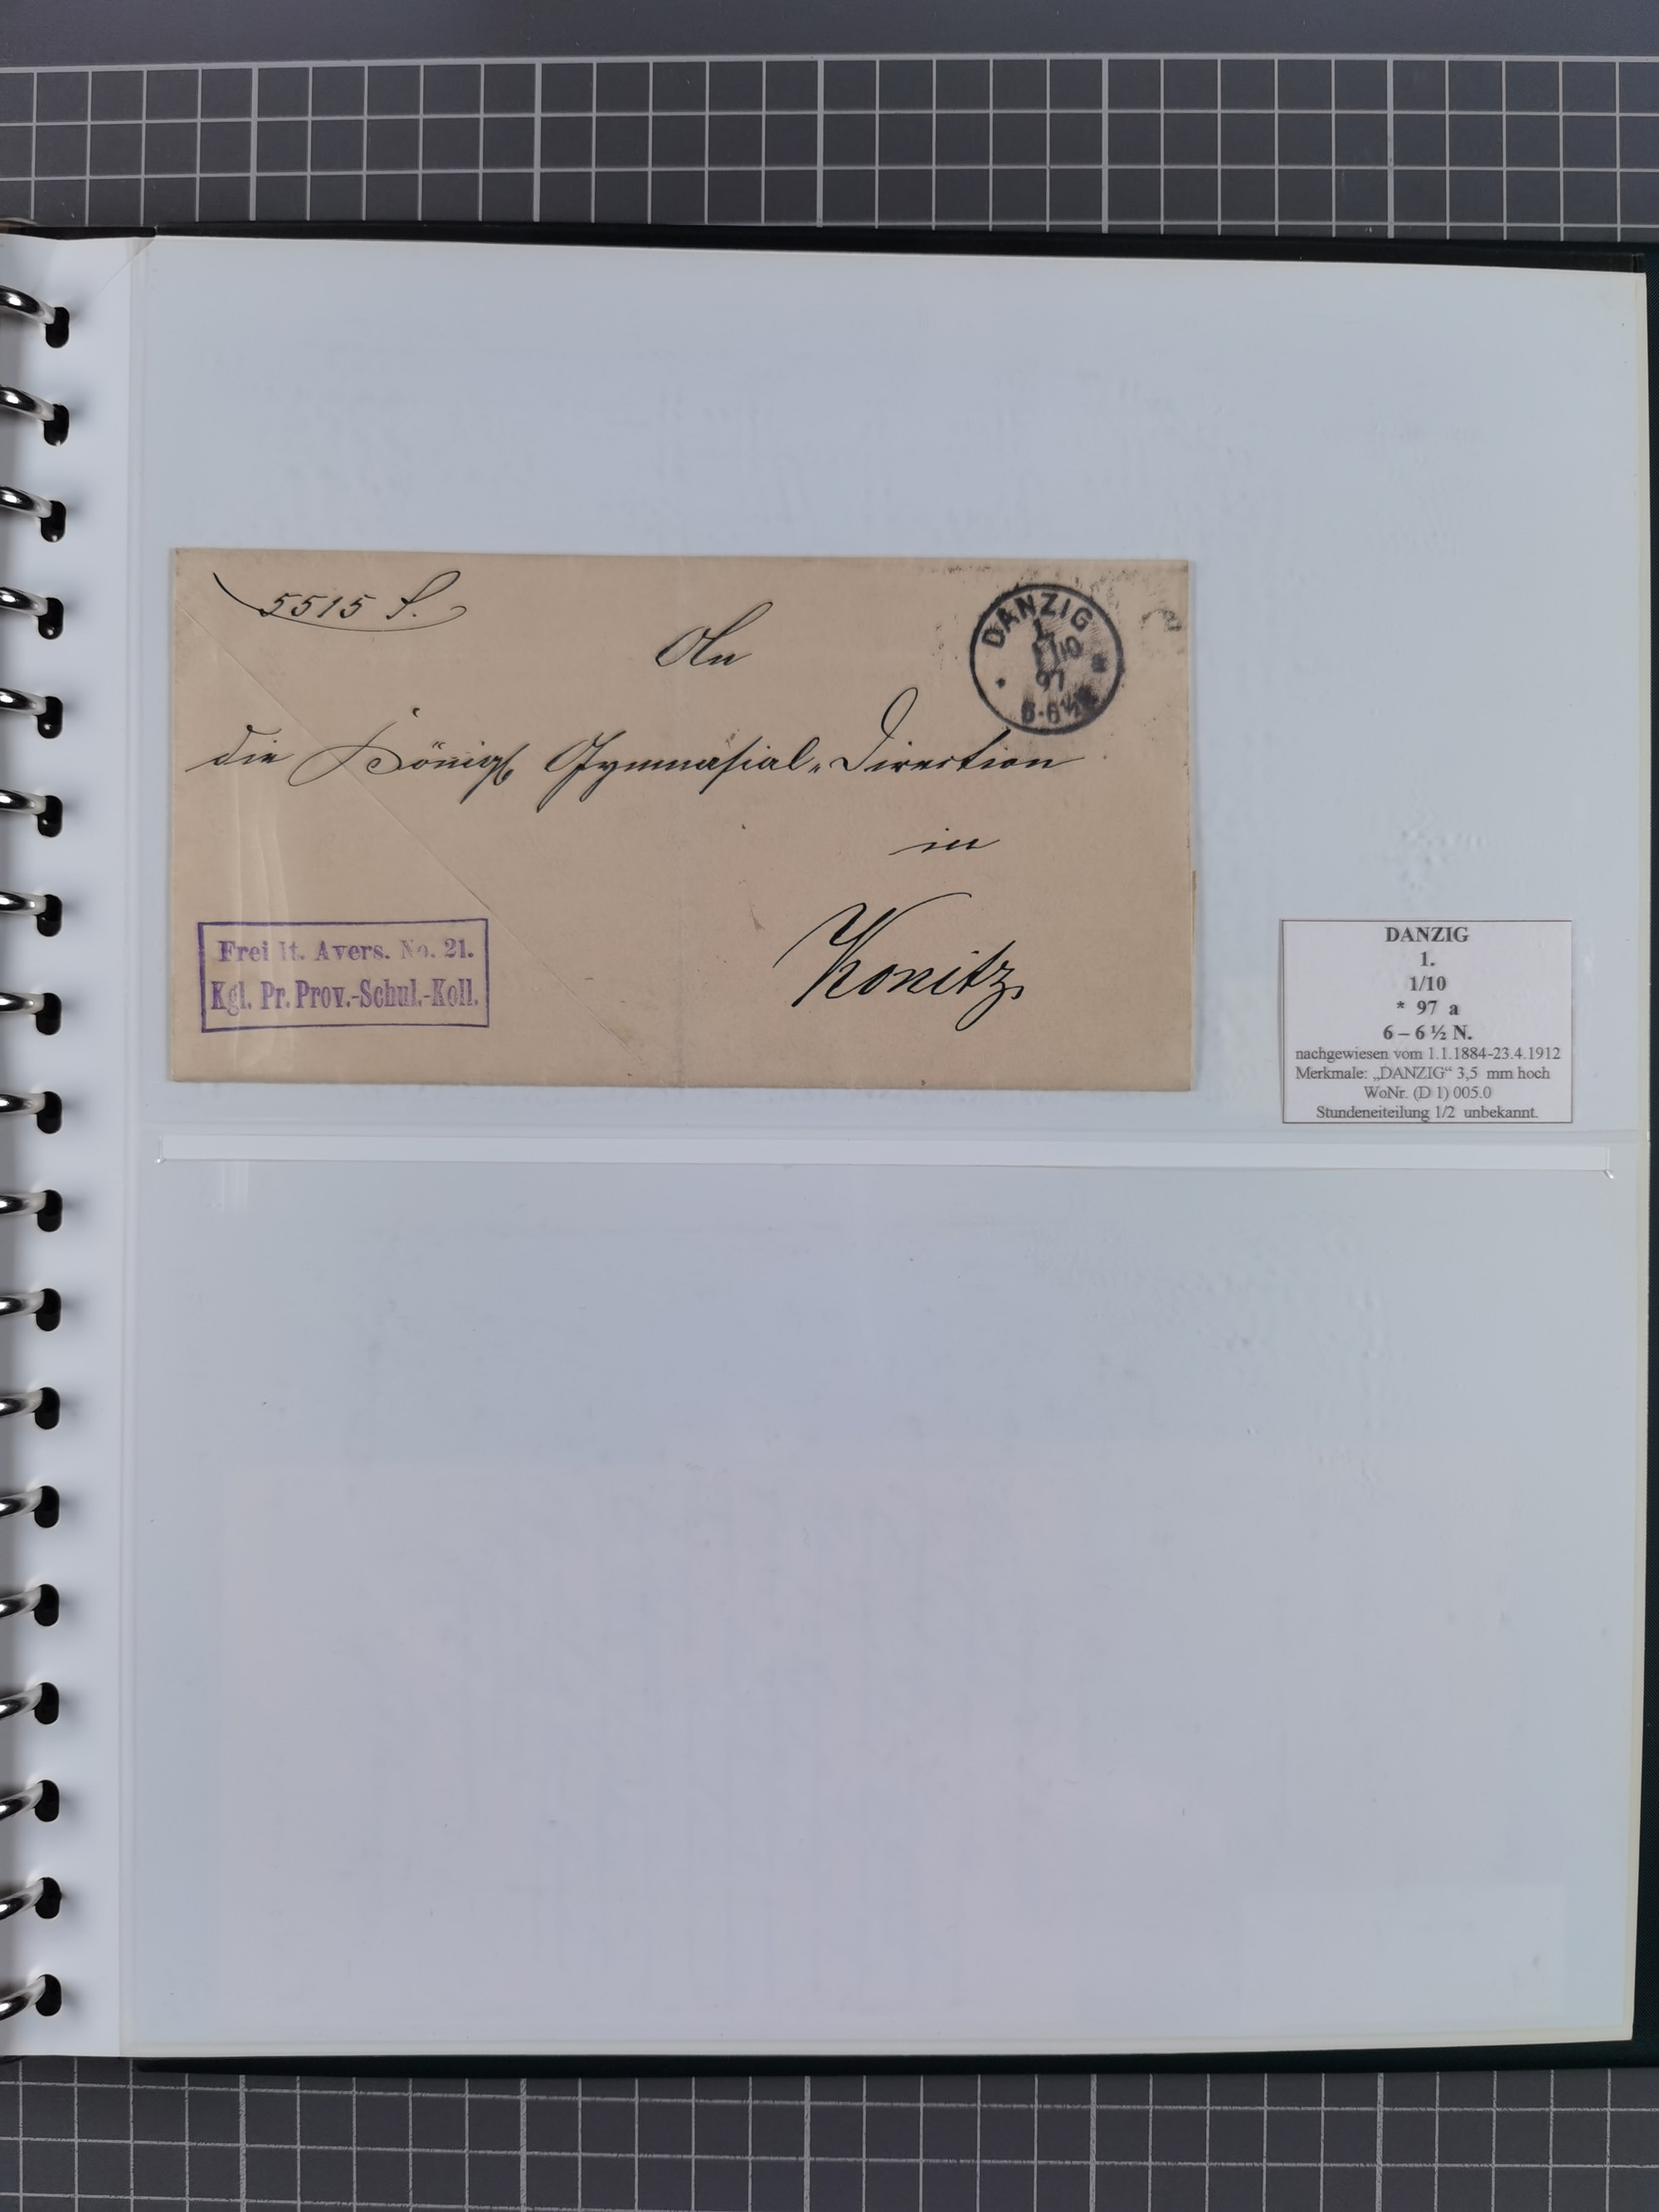 5515 S.
An
die Königl. Gymnasial-Direction
in
Konitz
DANZIG
1.
1/10
97
6-6½
Frei lt. Avers. No. 21.
Kgl. Pr. Prov.-Schul.-Koll.
DANZIG
1.
1/10
* 97 a
6 – 6 ½ N.
nachgewiesen vom 1.1.1884-23.4.1912
Merkmale: „DANZIG“ 3,5 mm hoch
WoNr. (D 1) 005.0
Stundeneiteilung 1/2 unbekannt.